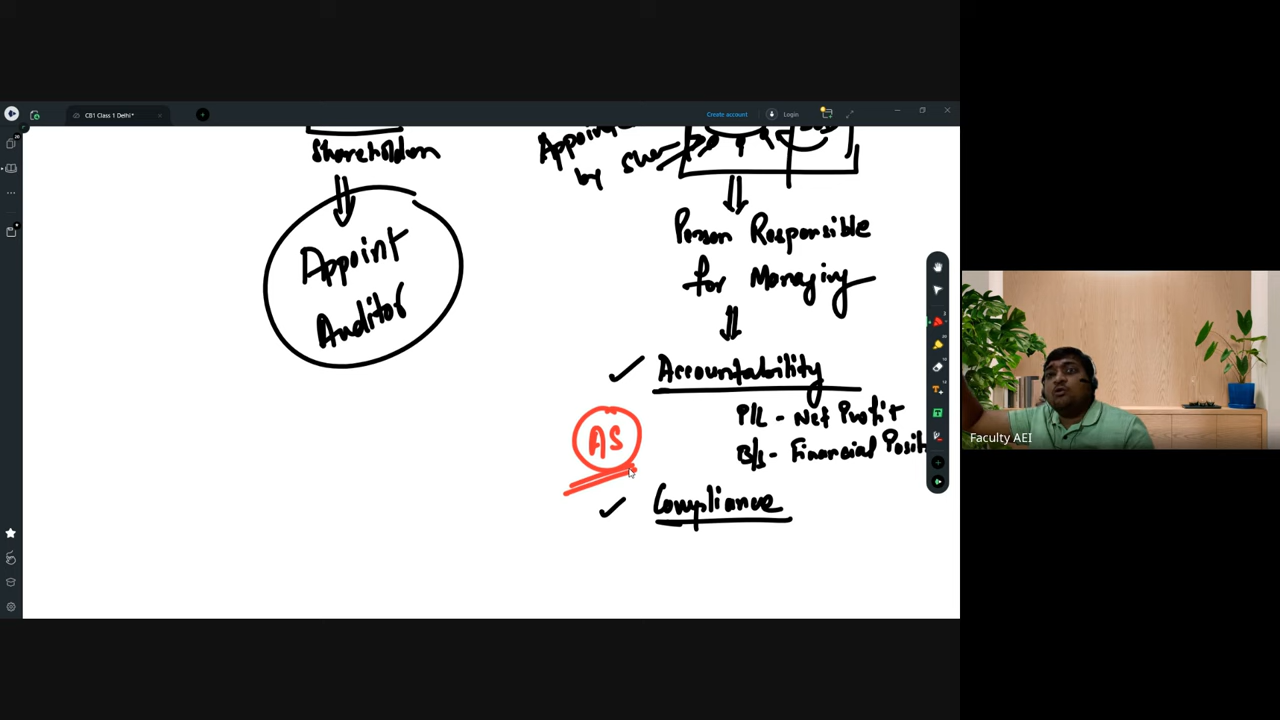 CB1 Class 1 Delhi*
Create account
Login
Shareholders
Appoint
Auditor
by
Person Responsible
for Managing
Accountability
P/L - Net Profit
B/S - Financial Posit
AS
Compliance
Faculty AEI